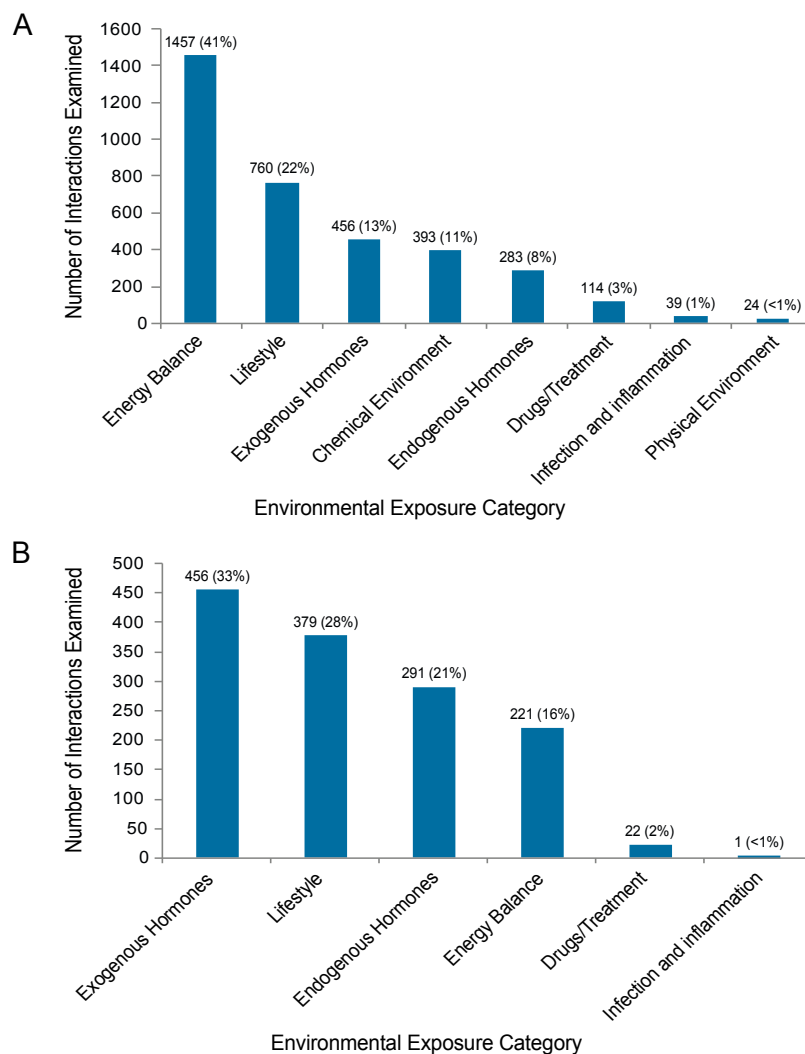 A
Number of Interactions Examined
1600
1400
1200
1000
800
600
400
200
0
1457 (41%)
760 (22%)
456 (13%)
393 (11%)
283 (8%)
114 (3%)
39 (1%)
24 (<1%)
Energy Balance
Lifestyle
Exogenous Hormones
Chemical Environment
Endogenous Hormones
Drugs/Treatment
Infection and inflammation
Physical Environment
Environmental Exposure Category
B
Number of Interactions Examined
500
450
400
350
300
250
200
150
100
50
0
456 (33%)
379 (28%)
291 (21%)
221 (16%)
22 (2%)
1 (<1%)
Exogenous Hormones
Lifestyle
Endogenous Hormones
Energy Balance
Drugs/Treatment
Infection and inflammation
Environmental Exposure Category